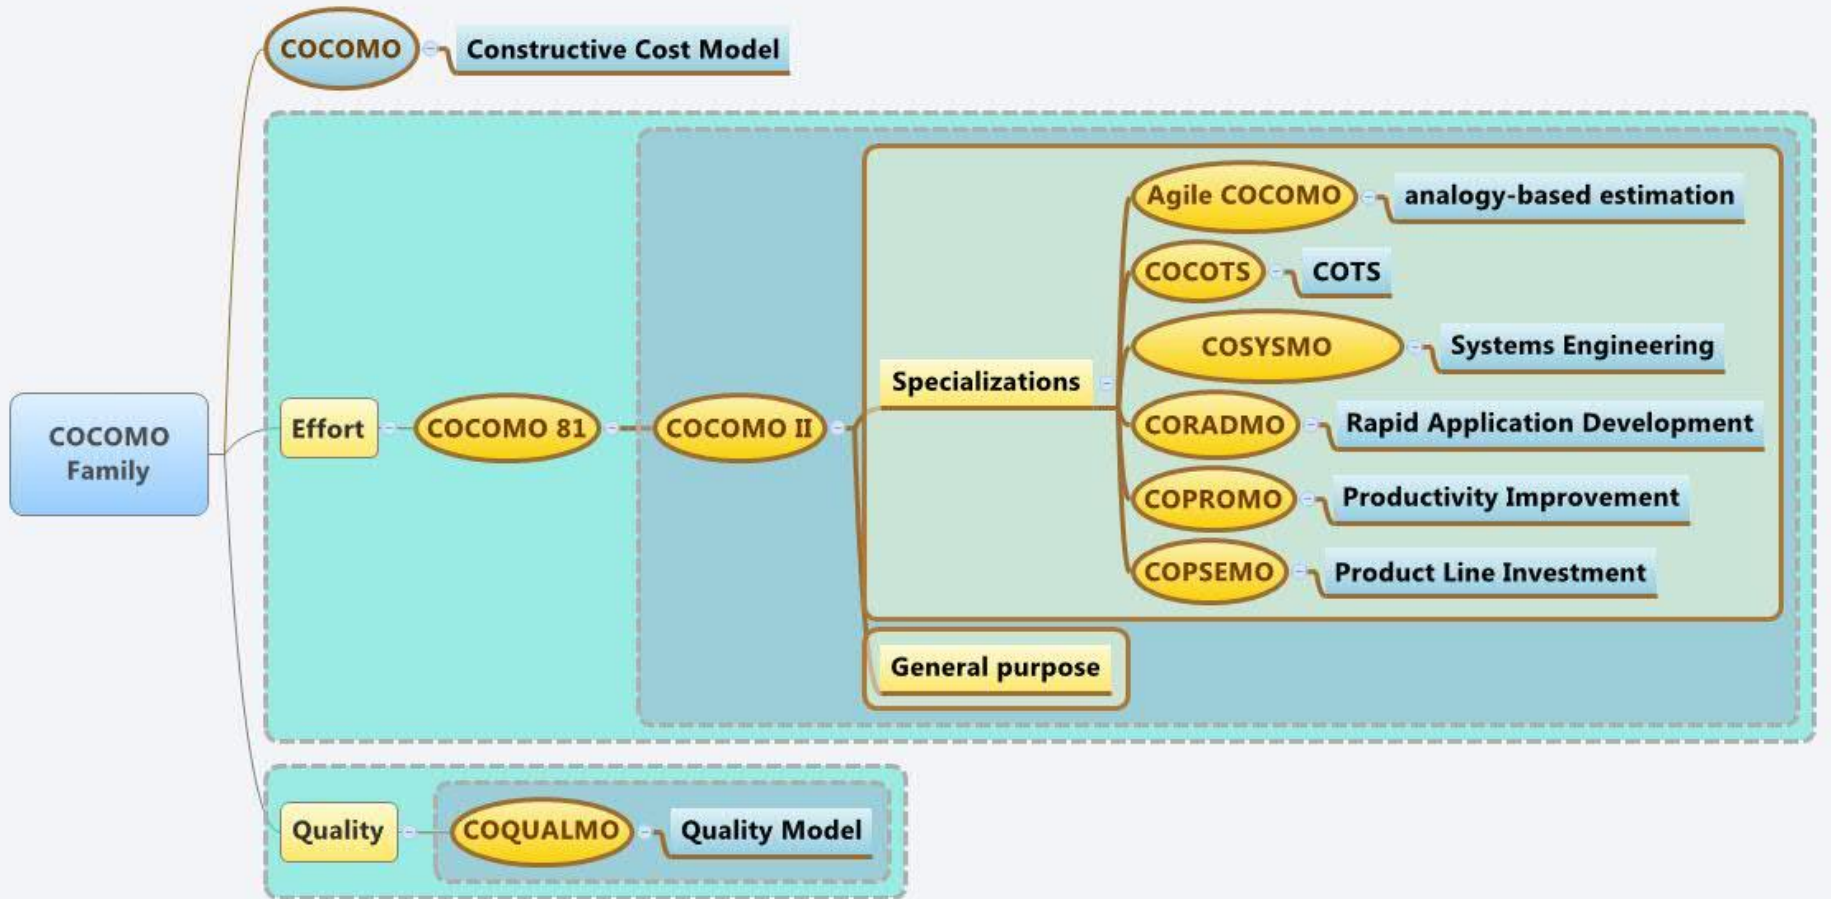 COCOMO
Constructive Cost Model
Agile COCOMO
analogy-based estimation
COCOTS
COTS
COSYSMO
Systems Engineering
Specializations
CORADMO
Rapid Application Development
Effort
COCOMO 81
COCOMO II
COCOMO
Family
COPROMO
Productivity Improvement
COPSEMO
Product Line Investment
General purpose
Quality
COQUALMO
Quality Model